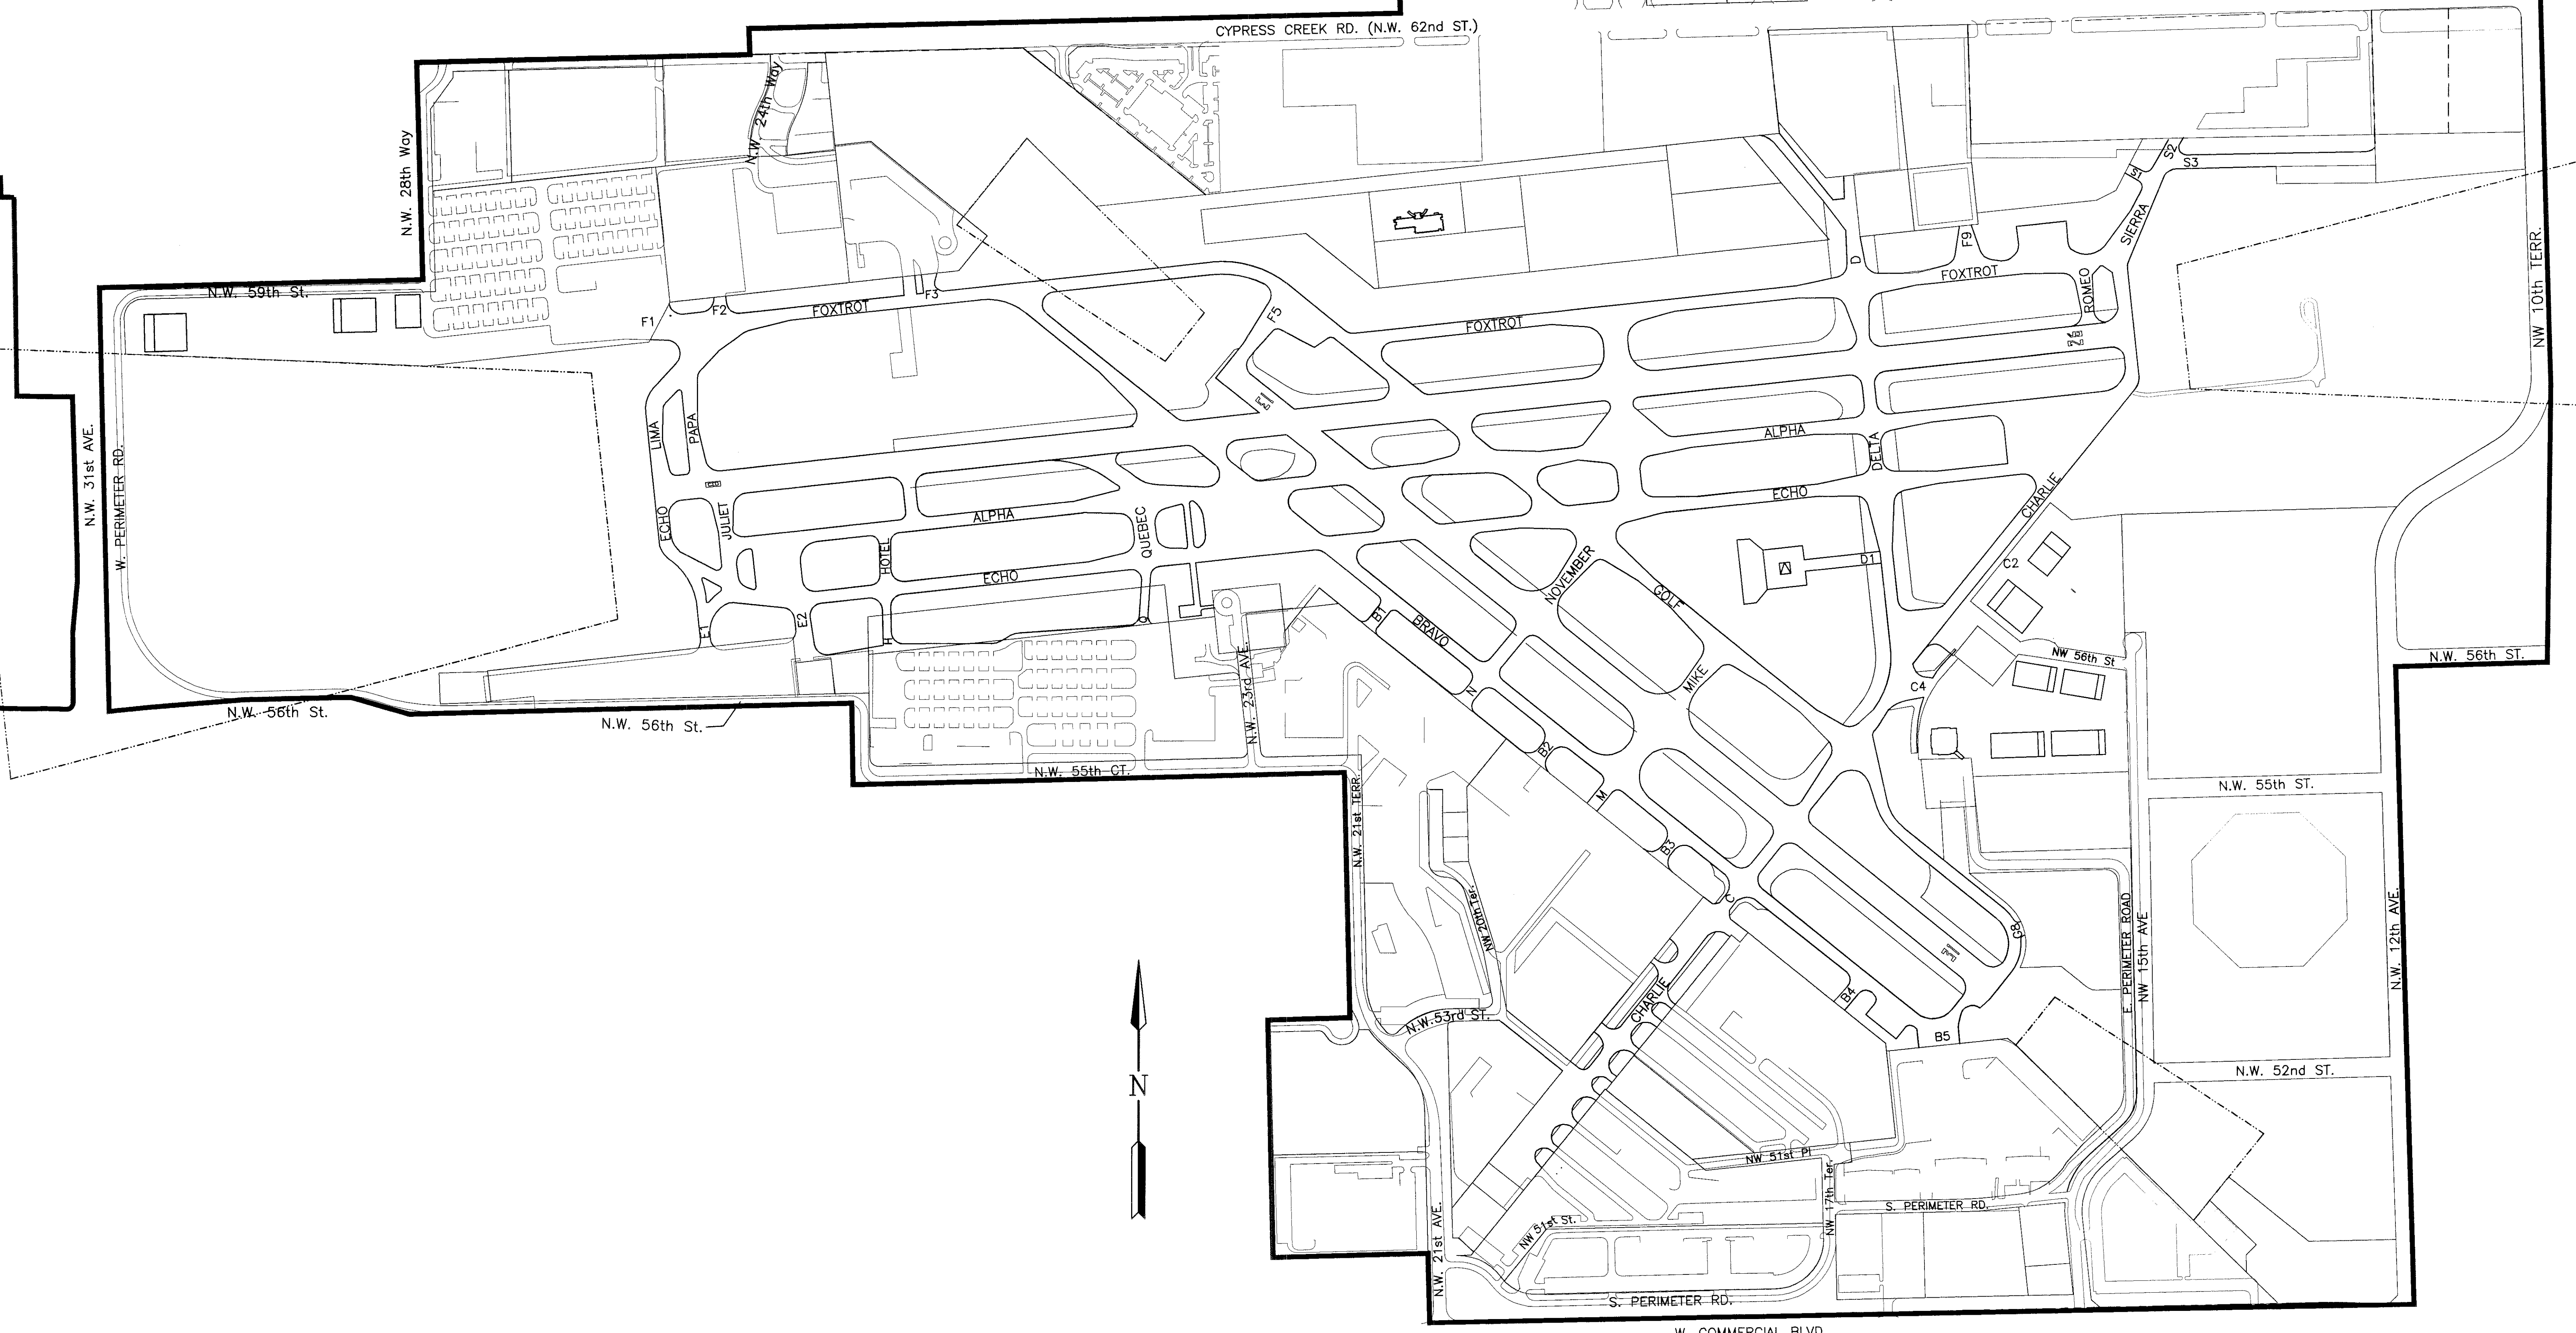 CYPRESS CREEK RD. (N.W. 62nd ST.)
N.W. 24th Way
N.W. 28th Way
S1
S2
S3
SIERRA
F9
D
FOXTROT
ROMEO
NW 10th TERR.
N.W. 59th St.
F1
F2
FOXTROT
F3
F5
FOXTROT
N.W. 31st AVE.
W. PERIMETER RD.
LIMA
PAPA
ALPHA
DELTA
ECHO
CHARLIE
ECHO
JULIET
ALPHA
QUEBEC
HOTEL
ECHO
NOVEMBER
GOLF
D1
C2
E1
E2
H
Q
B1
BRAVO
N.W. 23rd AVE.
MIKE
NW 56th St
N.W. 56th ST.
C4
N
N.W. 56th St.
N.W. 56th St.
B2
N.W. 55th CT.
N.W. 55th ST.
N.W. 21st TERR.
M
B3
C
NW 20th Ter.
G8
E. PERIMETER ROAD
NW 15th AVE
N.W. 12th AVE.
CHARLIE
B4
N.W. 53rd ST.
B5
N
N.W. 52nd ST.
NW 51st Pl
NW 17th Ter.
S. PERIMETER RD.
N.W. 21st AVE.
NW 51st St.
S. PERIMETER RD.
W. COMMERCIAL BLVD.